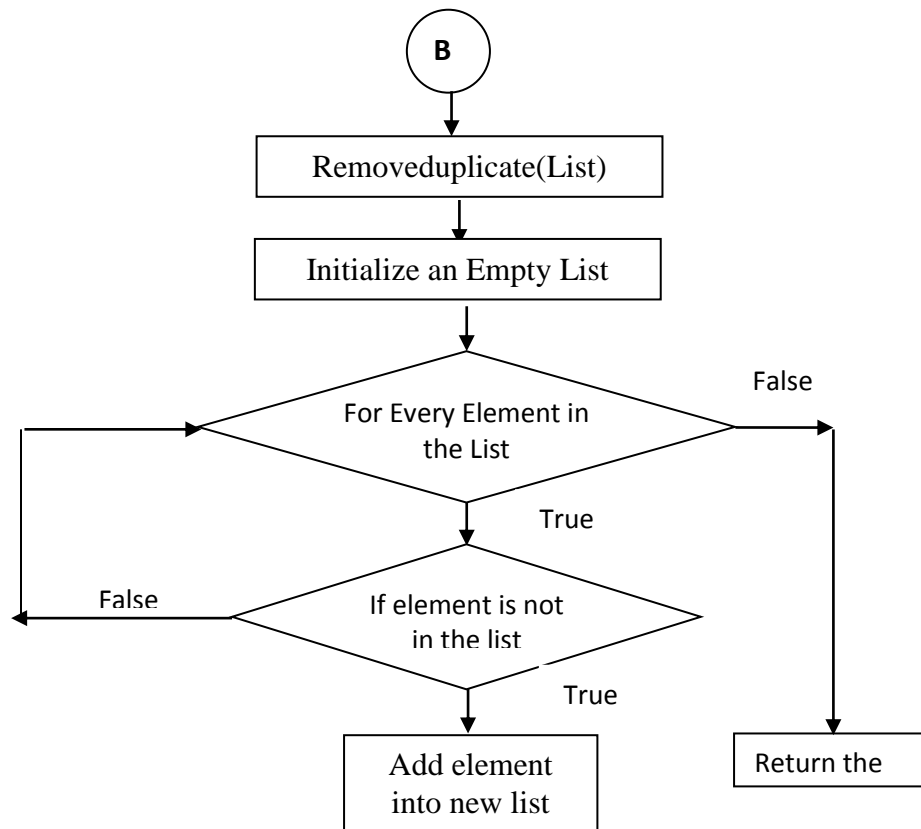 B
Removeduplicate(List)
Initialize an Empty List
False
For Every Element in
the List
True
False
If element is not
in the list
True
Add element
into new list
Return the